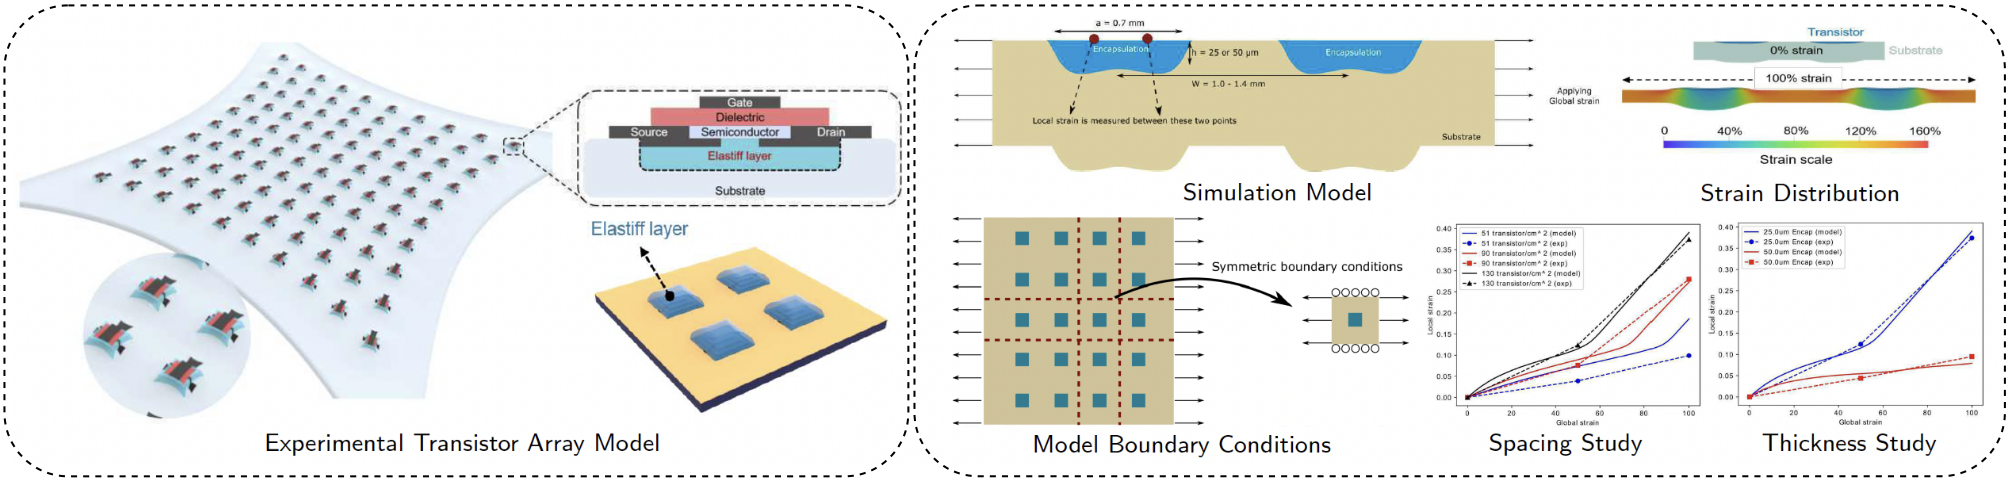 Gate
Dielectric
Source
Semiconductor
Drain
Elastiff layer
Substrate
Elastiff layer
Experimental Transistor Array Model
a = 0.7 mm
Encapsulation
h = 25 or 50 μm
Encapsulation
W = 1.0 - 1.4 mm
Local strain is measured between these two points
Substrate
Simulation Model
Transistor
0% strain
Substrate
100% strain
Applying
Global strain
0 40% 80% 120% 160%
Strain scale
Strain Distribution
Symmetric boundary conditions
Model Boundary Conditions
51 transistor/cm^ 2 (model)
51 transistor/cm^ 2 (exp)
90 transistor/cm^ 2 (model)
90 transistor/cm^ 2 (exp)
130 transistor/cm^ 2 (model)
130 transistor/cm^ 2 (exp)
0.40
0.35
0.30
0.25
0.20
0.15
0.10
0.05
0.00
Local strain
0 20 40 60 80 100
Global strain
Spacing Study
25.0um Encap (model)
25.0um Encap (exp)
50.0um Encap (model)
50.0um Encap (exp)
0.40
0.35
0.30
0.25
0.20
0.15
0.10
0.05
0.00
Local strain
0 20 40 60 80 100
Global strain
Thickness Study